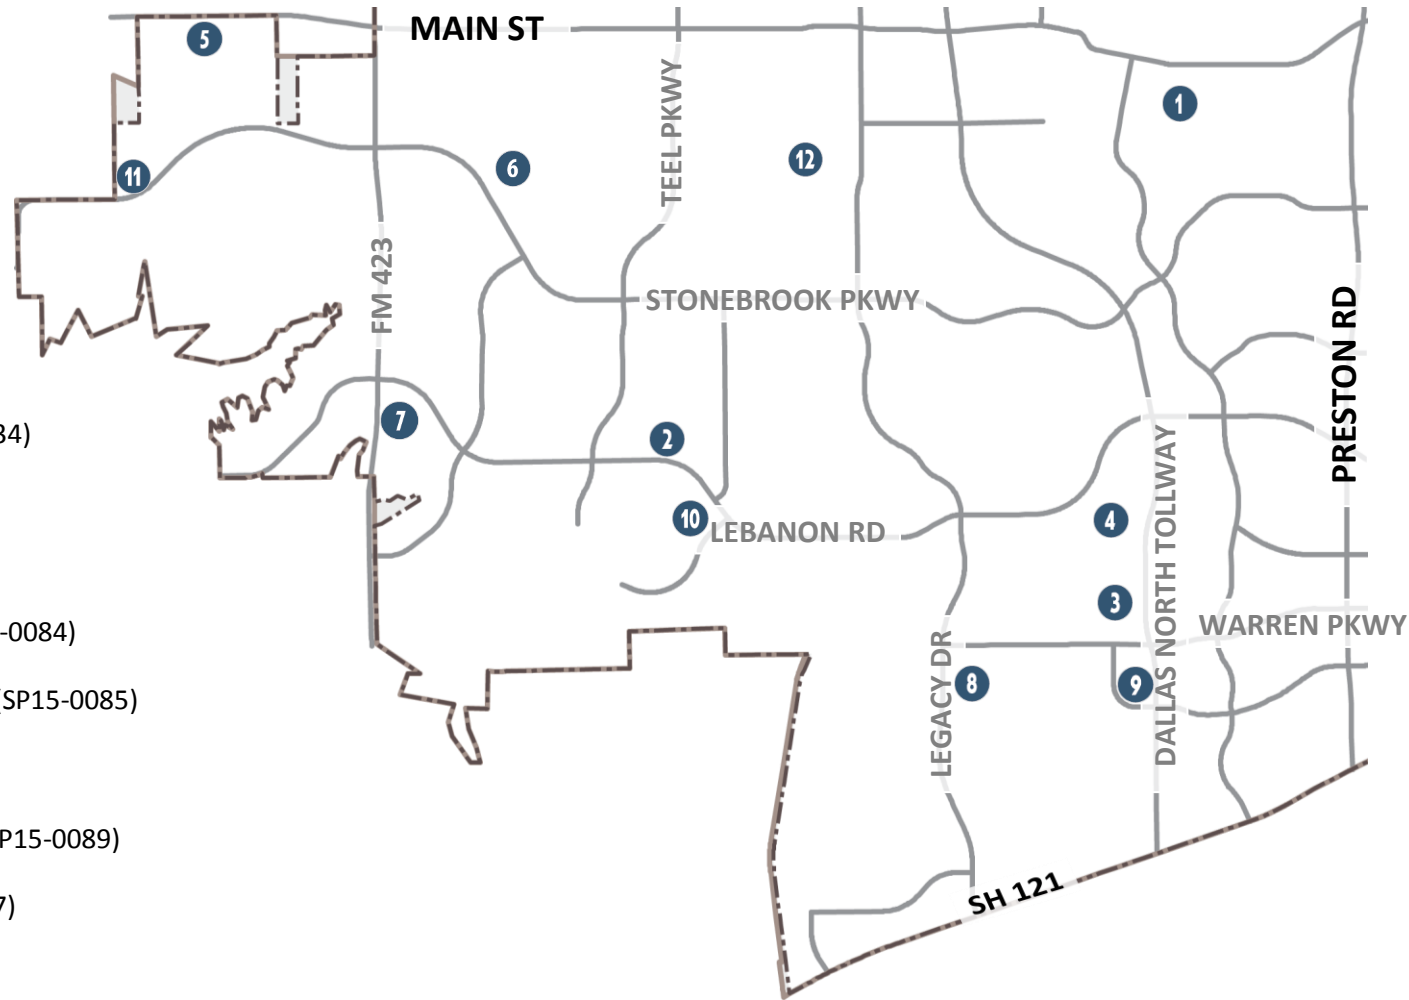 MAIN ST
5
TEEL PKWY
1
12
6
11
FM 423
STONEBROOK PKWY
PRESTON RD
7
2
34)
10
LEBANON RD
4
DALLAS NORTH TOLLWAY
3
WARREN PKWY
-0084)
LEGACY DR
8
9
(SP15-0085)
P15-0089)
SH 121
7)